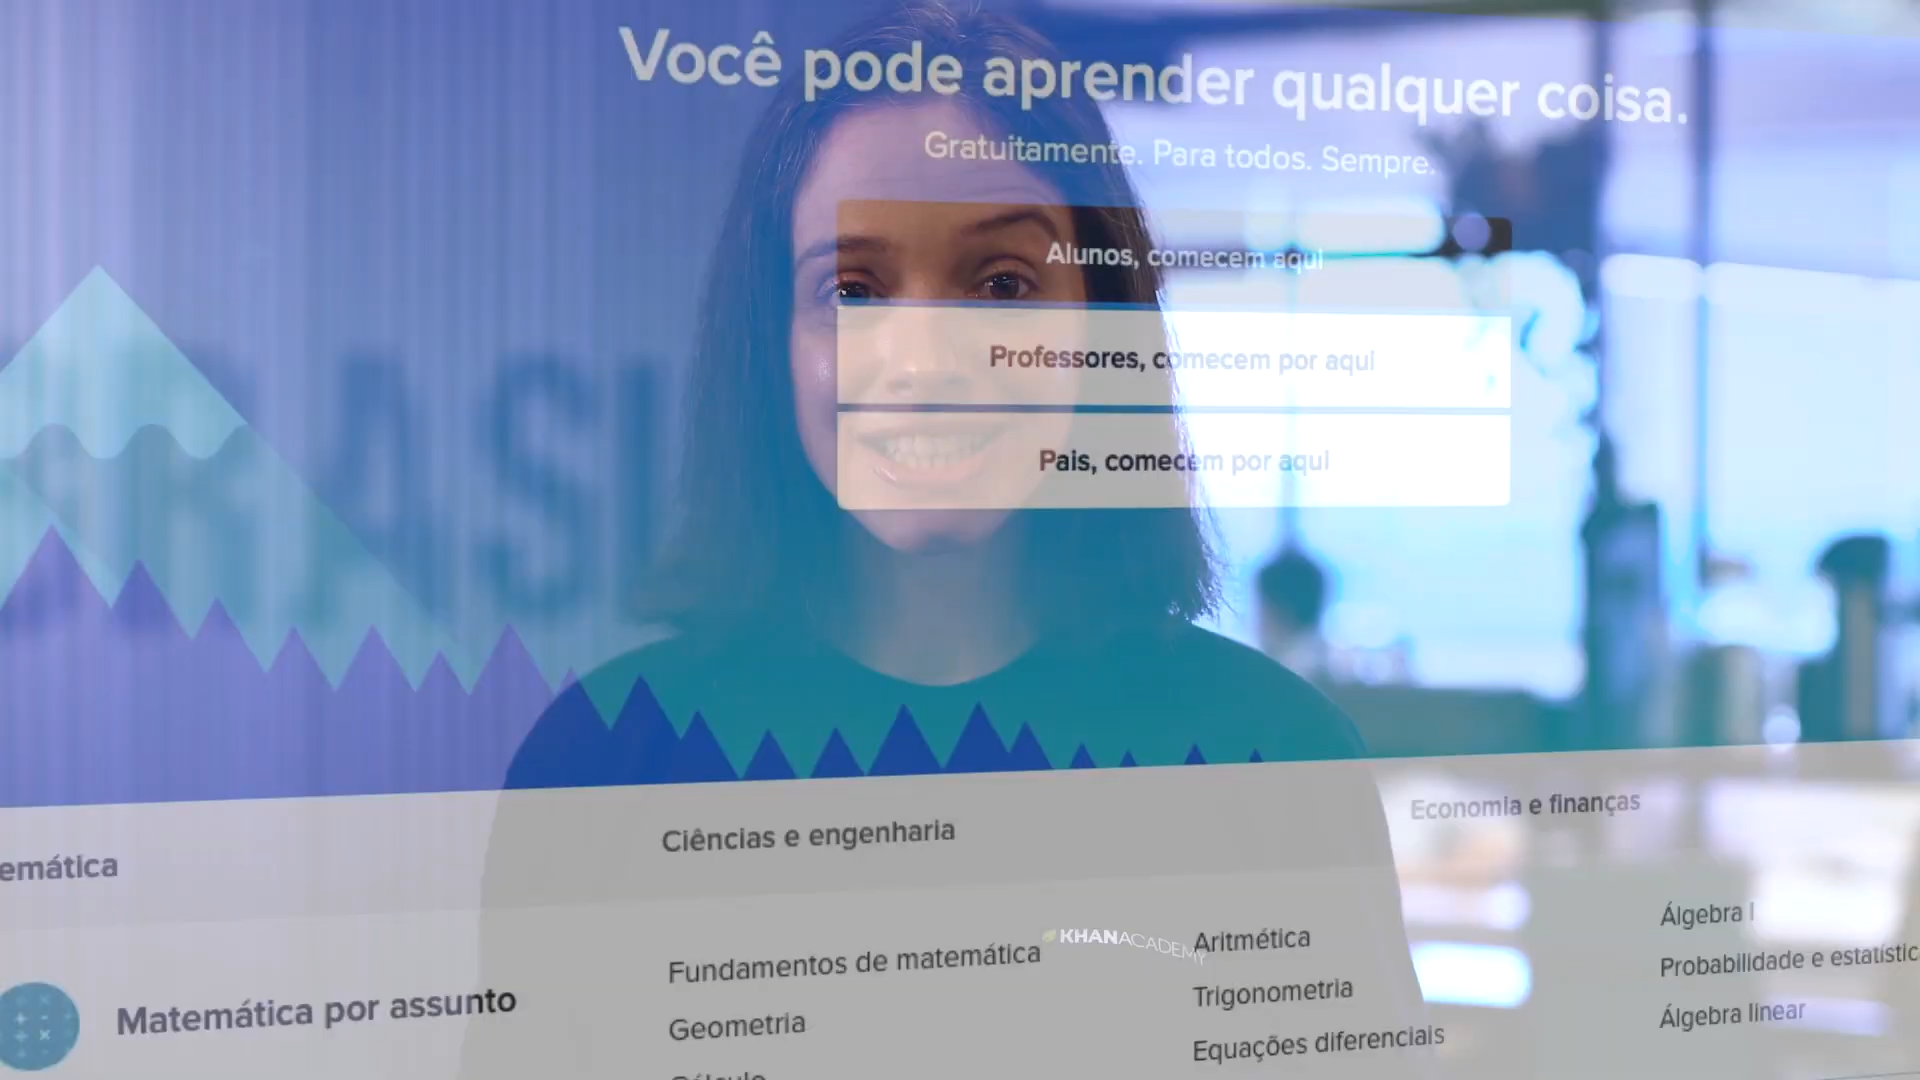 Você pode aprender qualquer coisa.
Gratuitamente. Para todos. Sempre.
Alunos, comecem aqui
Professores, comecem por aqui
Pais, comecem por aqui
BRASI
emática
Ciências e engenharia
Economia e finanças
Matemática por assunto
Fundamentos de matemática
Geometria
Cálculo
KHANACADEMY
Aritmética
Trigonometria
Equações diferenciais
Álgebra I
Probabilidade e estatístic
Álgebra linear